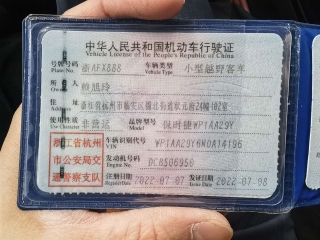 中华人民共和国机动车行驶证
Vehicle License of the People's Republic of China
号牌号码 Plate No. 浙AFX888 车辆类型 Vehicle Type 小型越野客车
所有人 Owner
住址 Address 浙江省杭州市临安区锦北街道
使用性质 Use Character 非营运 品牌型号 Model 保时捷WP1AA29Y
浙江省杭州
市公安局交
通警察支队
车辆识别代号 VIN WP1AA29Y6NDA14196
发动机号码 Engine No. DCB506950
注册日期 Register Date 2022-07-07 发证日期 Issue Date 2022-07-08